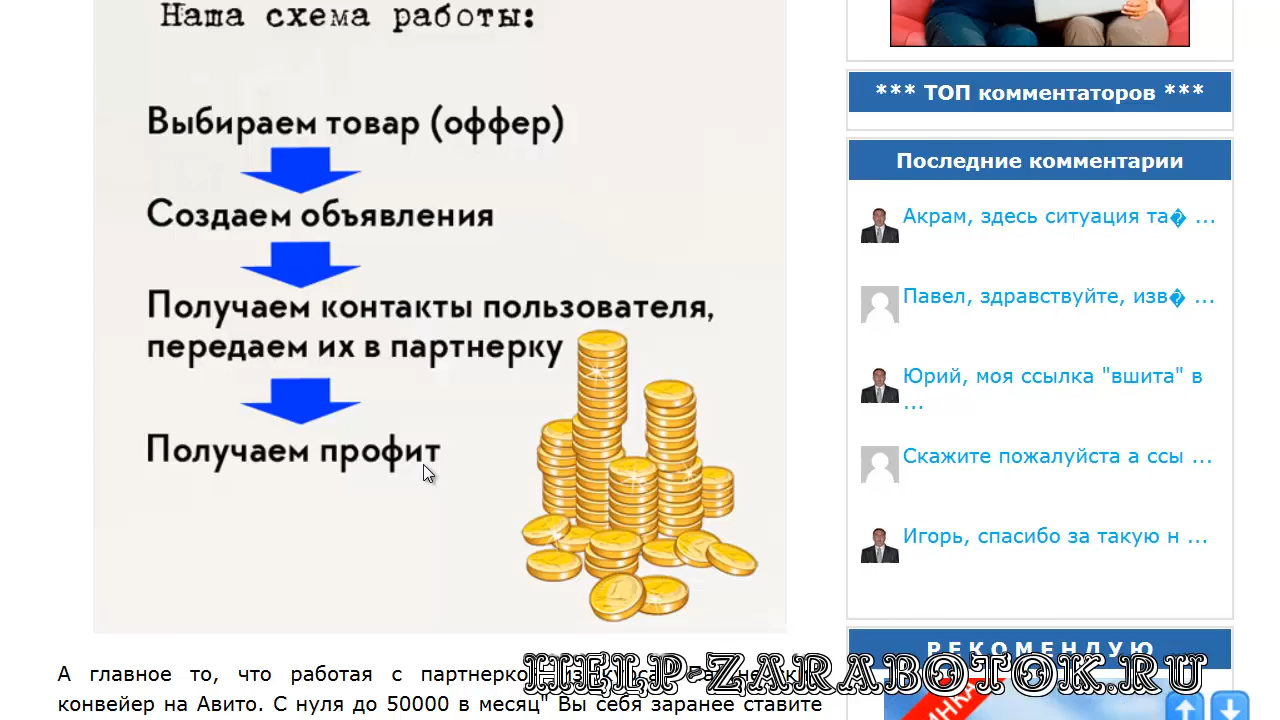 Наша схема работы:
Выбираем товар (оффер)
Создаем объявления
Получаем контакты пользователя,
передаем их в партнерку
Получаем профит
А главное то, что работая с партнеркой
конвейер на Авито. С нуля до 50000 в месяц" Вы себя заранее ставите
*** ТОП комментаторов ***
Последние комментарии
Акрам, здесь ситуация та� ...
Павел, здравствуйте, изв� ...
Юрий, моя ссылка "вшита" в
...
Скажите пожалуйста а ссы ...
Игорь, спасибо за такую н ...
РЕКОМЕНДУЮ
HELP-ZARABOTOK.RU